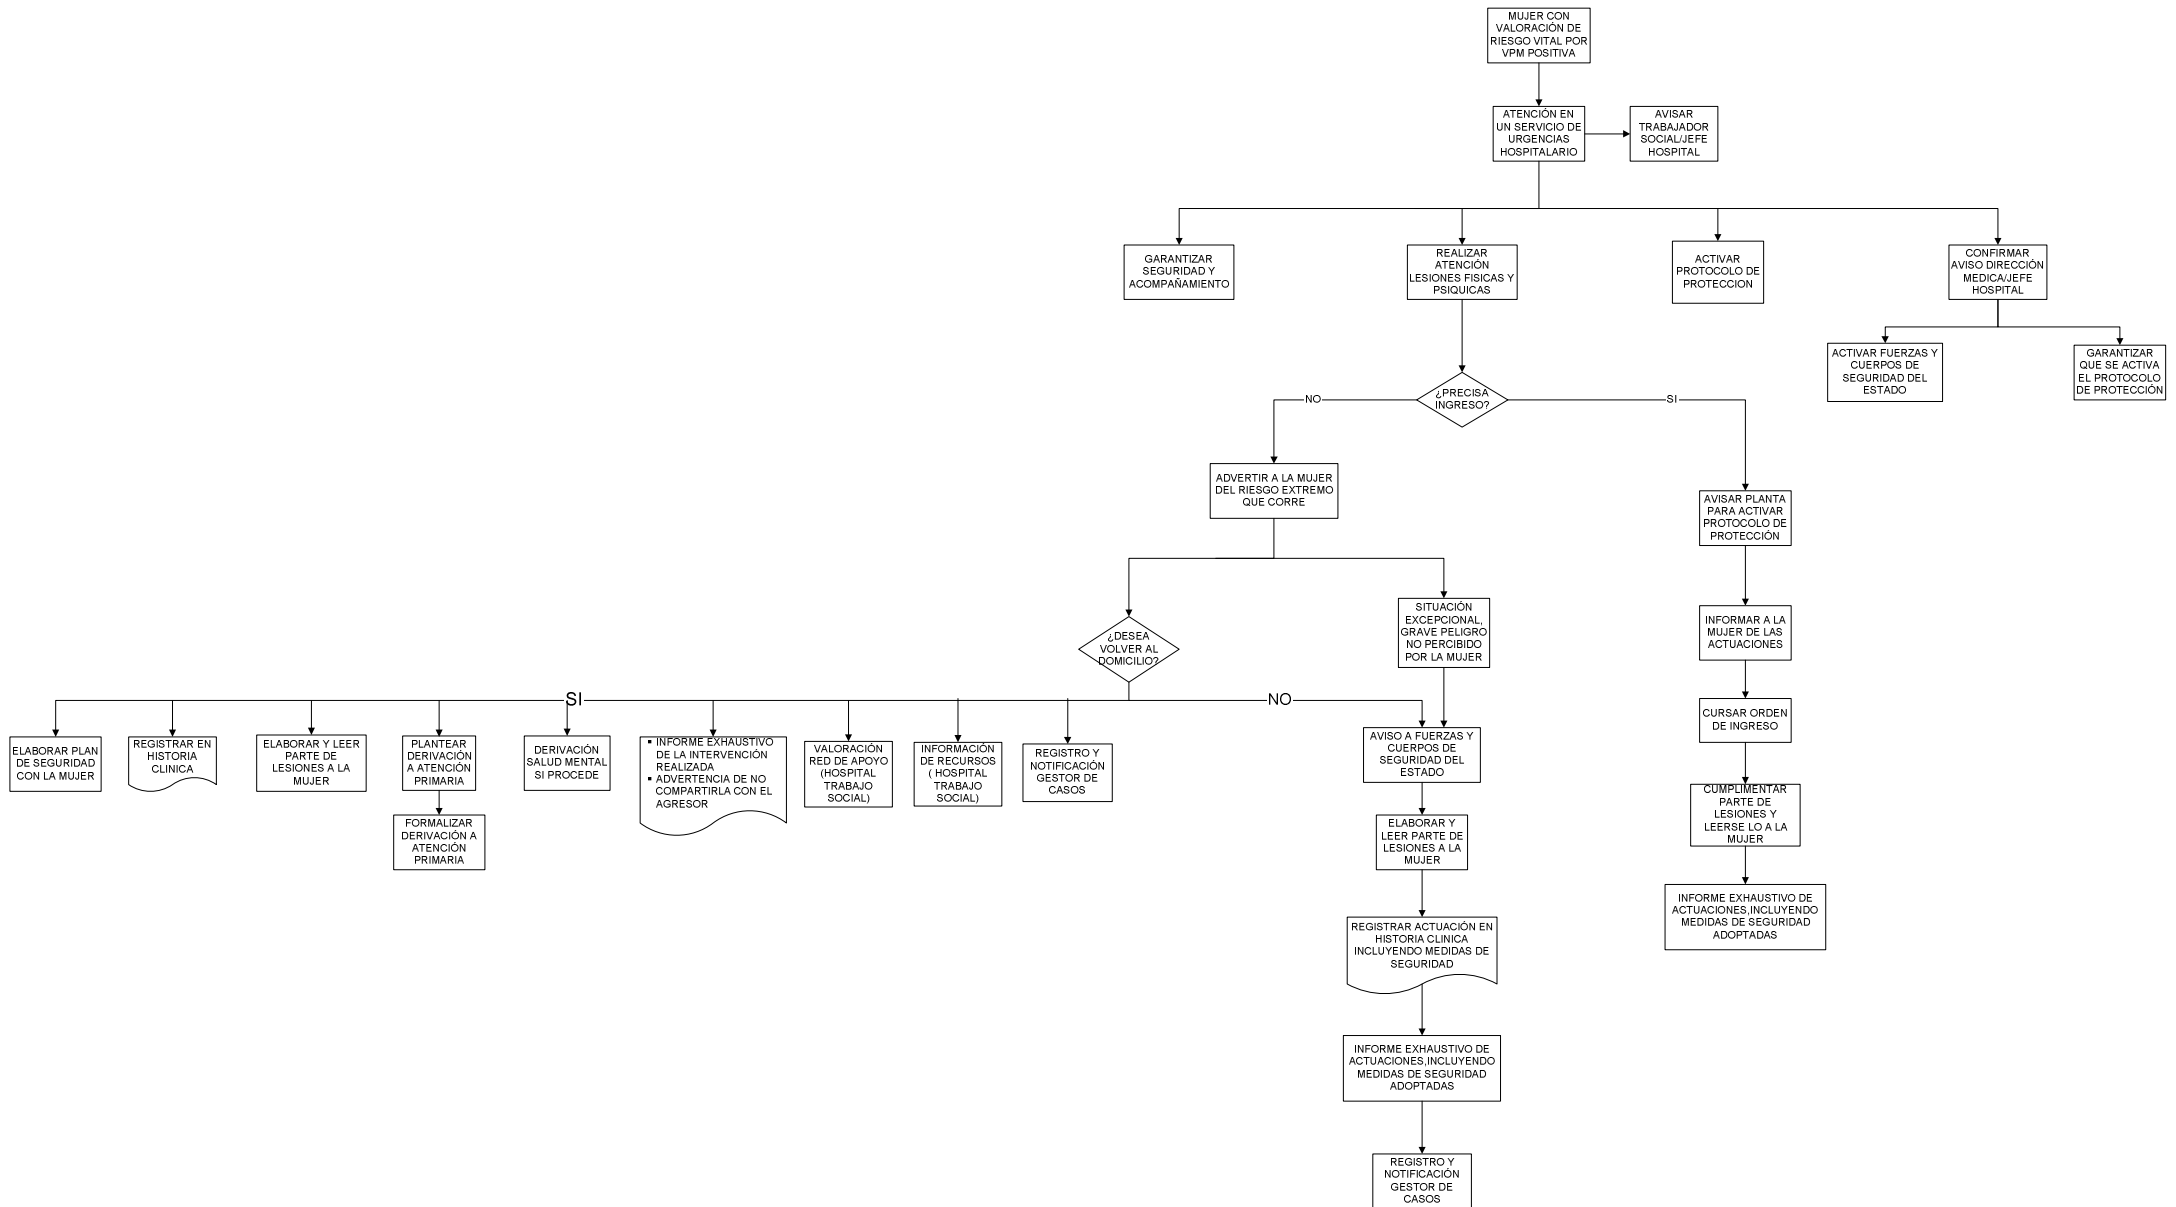 MUJER CON
VALORACIÓN DE
RIESGO VITAL POR
VPM POSITIVA
ATENCIÓN EN
UN SERVICIO DE
URGENCIAS
HOSPITALARIO
AVISAR
TRABAJADOR
SOCIAL/JEFE
HOSPITAL
GARANTIZAR
SEGURIDAD Y
ACOMPAÑAMIENTO
REALIZAR
ATENCIÓN
LESIONES FISICAS Y
PSIQUICAS
ACTIVAR
PROTOCOLO DE
PROTECCION
CONFIRMAR
AVISO DIRECCIÓN
MEDICA/JEFE
HOSPITAL
ACTIVAR FUERZAS Y
CUERPOS DE
SEGURIDAD DEL
ESTADO
GARANTIZAR
QUE SE ACTIVA
EL PROTOCOLO
DE PROTECCIÓN
¿PRECISA
INGRESO?
NO
SI
ADVERTIR A LA MUJER
DEL RIESGO EXTREMO
QUE CORRE
AVISAR PLANTA
PARA ACTIVAR
PROTOCOLO DE
PROTECCIÓN
¿DESEA
VOLVER AL
DOMICILIO?
SITUACIÓN
EXCEPCIONAL,
GRAVE PELIGRO
NO PERCIBIDO
POR LA MUJER
INFORMAR A LA
MUJER DE LAS
ACTUACIONES
SI
NO
CURSAR ORDEN
DE INGRESO
ELABORAR PLAN
DE SEGURIDAD
CON LA MUJER
REGISTRAR EN
HISTORIA
CLINICA
ELABORAR Y LEER
PARTE DE
LESIONES A LA
MUJER
PLANTEAR
DERIVACIÓN
A ATENCIÓN
PRIMARIA
DERIVACIÓN
SALUD MENTAL
SI PROCEDE
▪ INFORME EXHAUSTIVO
DE LA INTERVENCIÓN
REALIZADA
▪ ADVERTENCIA DE NO
COMPARTIRLA CON EL
AGRESOR
VALORACIÓN
RED DE APOYO
(HOSPITAL
TRABAJO
SOCIAL)
INFORMACIÓN
DE RECURSOS
( HOSPITAL
TRABAJO
SOCIAL)
REGISTRO Y
NOTIFICACIÓN
GESTOR DE
CASOS
AVISO A FUERZAS Y
CUERPOS DE
SEGURIDAD DEL
ESTADO
CUMPLIMENTAR
PARTE DE
LESIONES Y
LEERSE LO A LA
MUJER
FORMALIZAR
DERIVACIÓN A
ATENCIÓN
PRIMARIA
ELABORAR Y
LEER PARTE DE
LESIONES A LA
MUJER
INFORME EXHAUSTIVO DE
ACTUACIONES,INCLUYENDO
MEDIDAS DE SEGURIDAD
ADOPTADAS
REGISTRAR ACTUACIÓN EN
HISTORIA CLINICA
INCLUYENDO MEDIDAS DE
SEGURIDAD
INFORME EXHAUSTIVO DE
ACTUACIONES,INCLUYENDO
MEDIDAS DE SEGURIDAD
ADOPTADAS
REGISTRO Y
NOTIFICACIÓN
GESTOR DE
CASOS